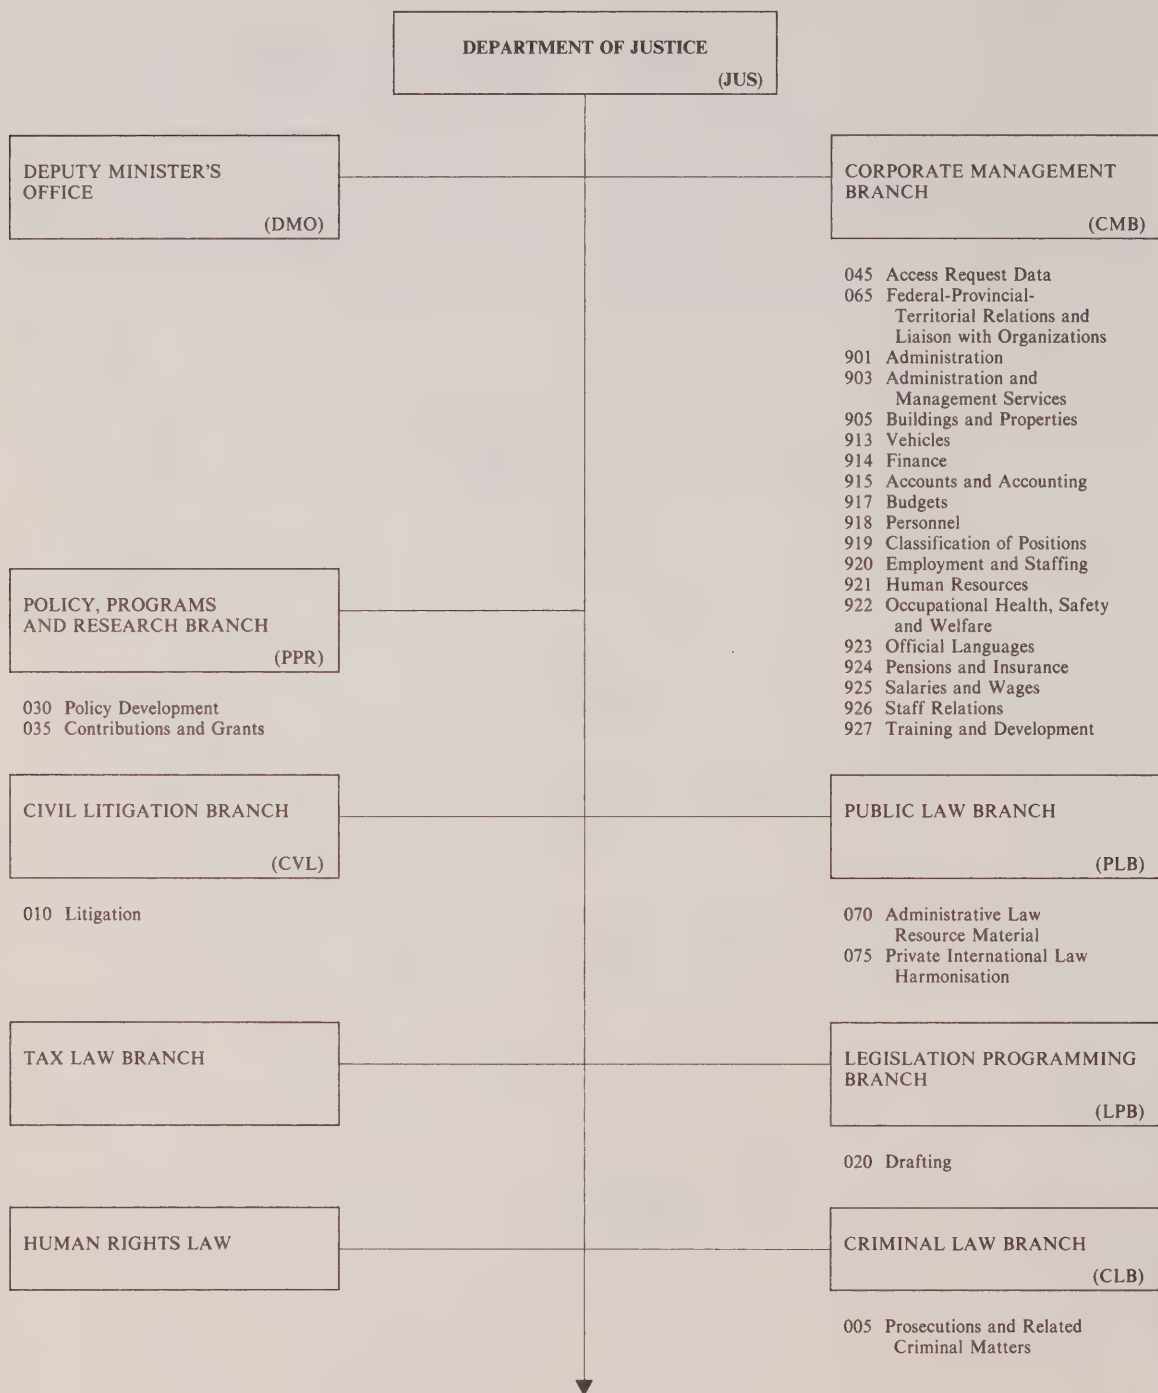 DEPARTMENT OF JUSTICE
(JUS)
DEPUTY MINISTER'S
OFFICE
(DMO)
CORPORATE MANAGEMENT
BRANCH
(CMB)
045 Access Request Data
065 Federal-Provincial-
Territorial Relations and
Liaison with Organizations
901 Administration
903 Administration and
Management Services
905 Buildings and Properties
913 Vehicles
914 Finance
915 Accounts and Accounting
917 Budgets
918 Personnel
919 Classification of Positions
920 Employment and Staffing
921 Human Resources
922 Occupational Health, Safety
and Welfare
923 Official Languages
924 Pensions and Insurance
925 Salaries and Wages
926 Staff Relations
927 Training and Development
POLICY, PROGRAMS
AND RESEARCH BRANCH
(PPR)
030 Policy Development
035 Contributions and Grants
CIVIL LITIGATION BRANCH
(CVL)
010 Litigation
PUBLIC LAW BRANCH
(PLB)
070 Administrative Law
Resource Material
075 Private International Law
Harmonisation
TAX LAW BRANCH
LEGISLATION PROGRAMMING
BRANCH
(LPB)
020 Drafting
HUMAN RIGHTS LAW
CRIMINAL LAW BRANCH
(CLB)
005 Prosecutions and Related
Criminal Matters